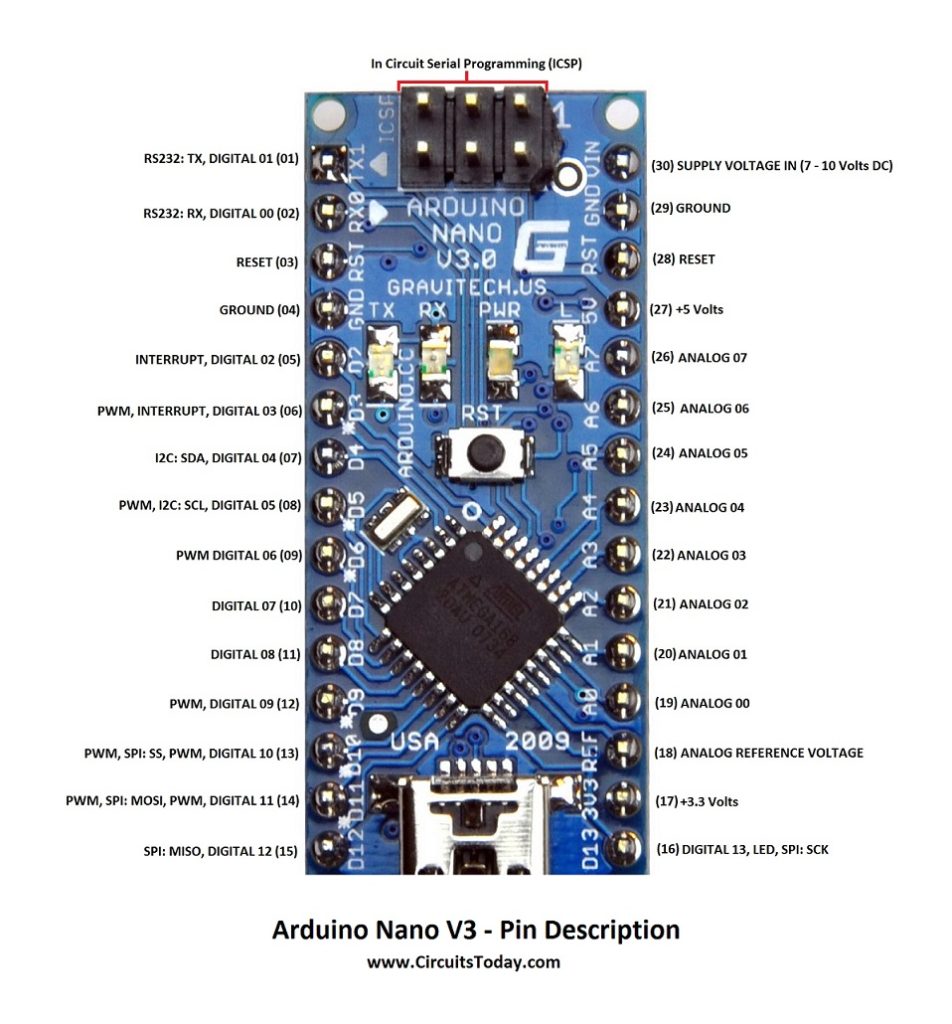 In Circuit Serial Programming (ICSP)
RS232: TX, DIGITAL 01 (01)
RS232: RX, DIGITAL 00 (02)
RESET (03)
GROUND (04)
INTERRUPT, DIGITAL 02 (05)
PWM, INTERRUPT, DIGITAL 03 (06)
I2C: SDA, DIGITAL 04 (07)
PWM, I2C: SCL, DIGITAL 05 (08)
PWM DIGITAL 06 (09)
DIGITAL 07 (10)
DIGITAL 08 (11)
PWM, DIGITAL 09 (12)
PWM, SPI: SS, PWM, DIGITAL 10 (13)
PWM, SPI: MOSI, PWM, DIGITAL 11 (14)
SPI: MISO, DIGITAL 12 (15)
TX1
RX0
RST
GND
D2
*D3
D4
*D5
*D6
D7
D8
*D9
*D10
*D11
D12
ICSP
1
ARDUINO
NANO
V3.0
G
GRAVITECH.US
TX RX PWR L
ARDUINO.CC
RST
ATMEGA168
USA 2009
VIN
GND
RST
5V
A7
A6
A5
A4
A3
A2
A1
A0
REF
3V3
D13
(30) SUPPLY VOLTAGE IN (7 - 10 Volts DC)
(29) GROUND
(28) RESET
(27) +5 Volts
(26) ANALOG 07
(25) ANALOG 06
(24) ANALOG 05
(23) ANALOG 04
(22) ANALOG 03
(21) ANALOG 02
(20) ANALOG 01
(19) ANALOG 00
(18) ANALOG REFERENCE VOLTAGE
(17) +3.3 Volts
(16) DIGITAL 13, LED, SPI: SCK
Arduino Nano V3 - Pin Description
www.CircuitsToday.com